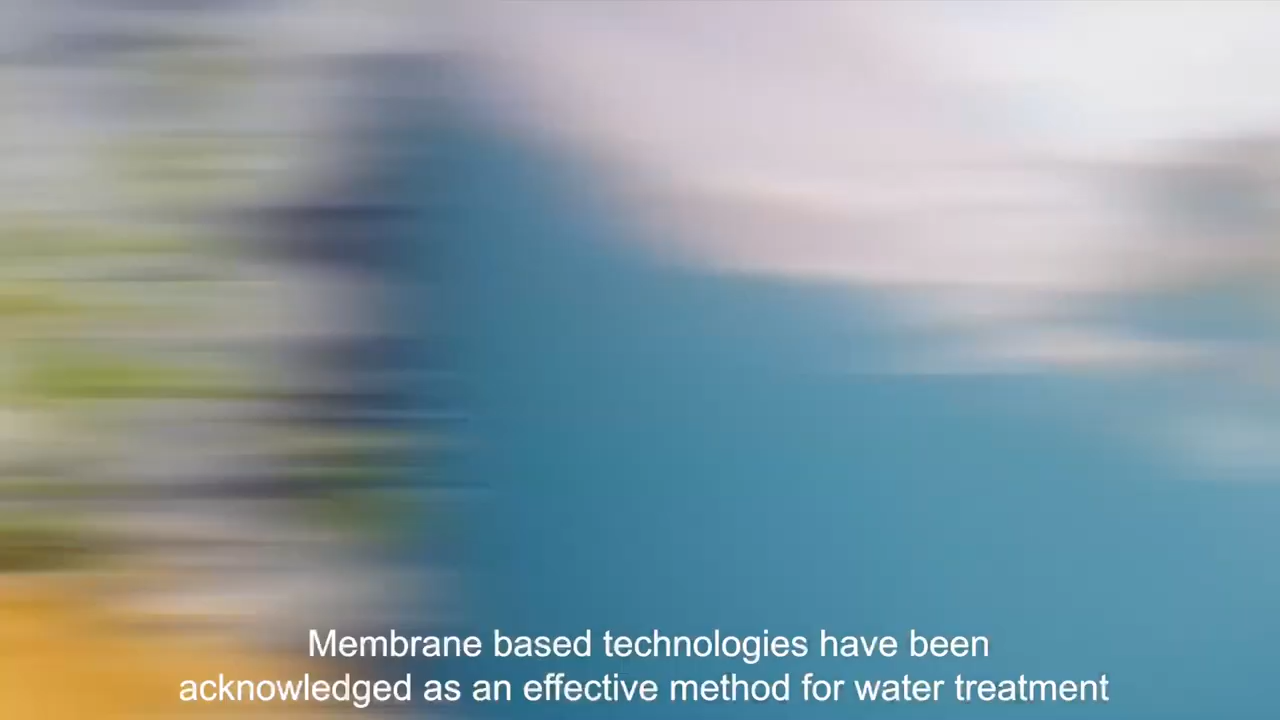 Membrane based technologies have been
acknowledged as an effective method for water treatment